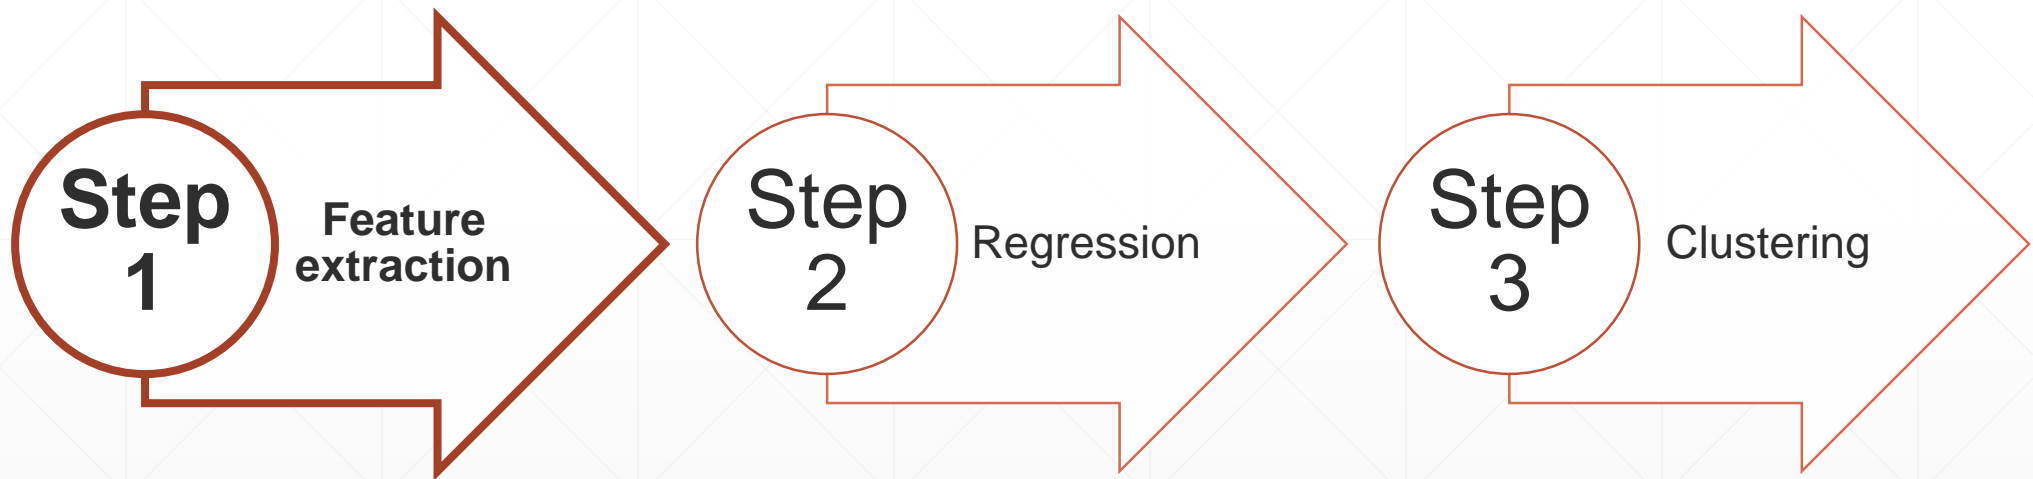 Step
1
Feature
extraction
Step
2
Regression
Step
3
Clustering